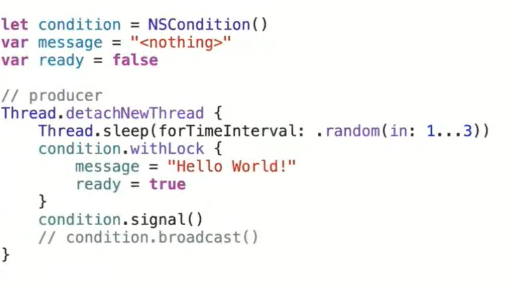 let condition = NSCondition()
var message = "<nothing>"
var ready = false
// producer
Thread.detachNewThread {
Thread.sleep(forTimeInterval: .random(in: 1...3))
condition.withLock {
message = "Hello World!"
ready = true
}
condition.signal()
// condition.broadcast()
}